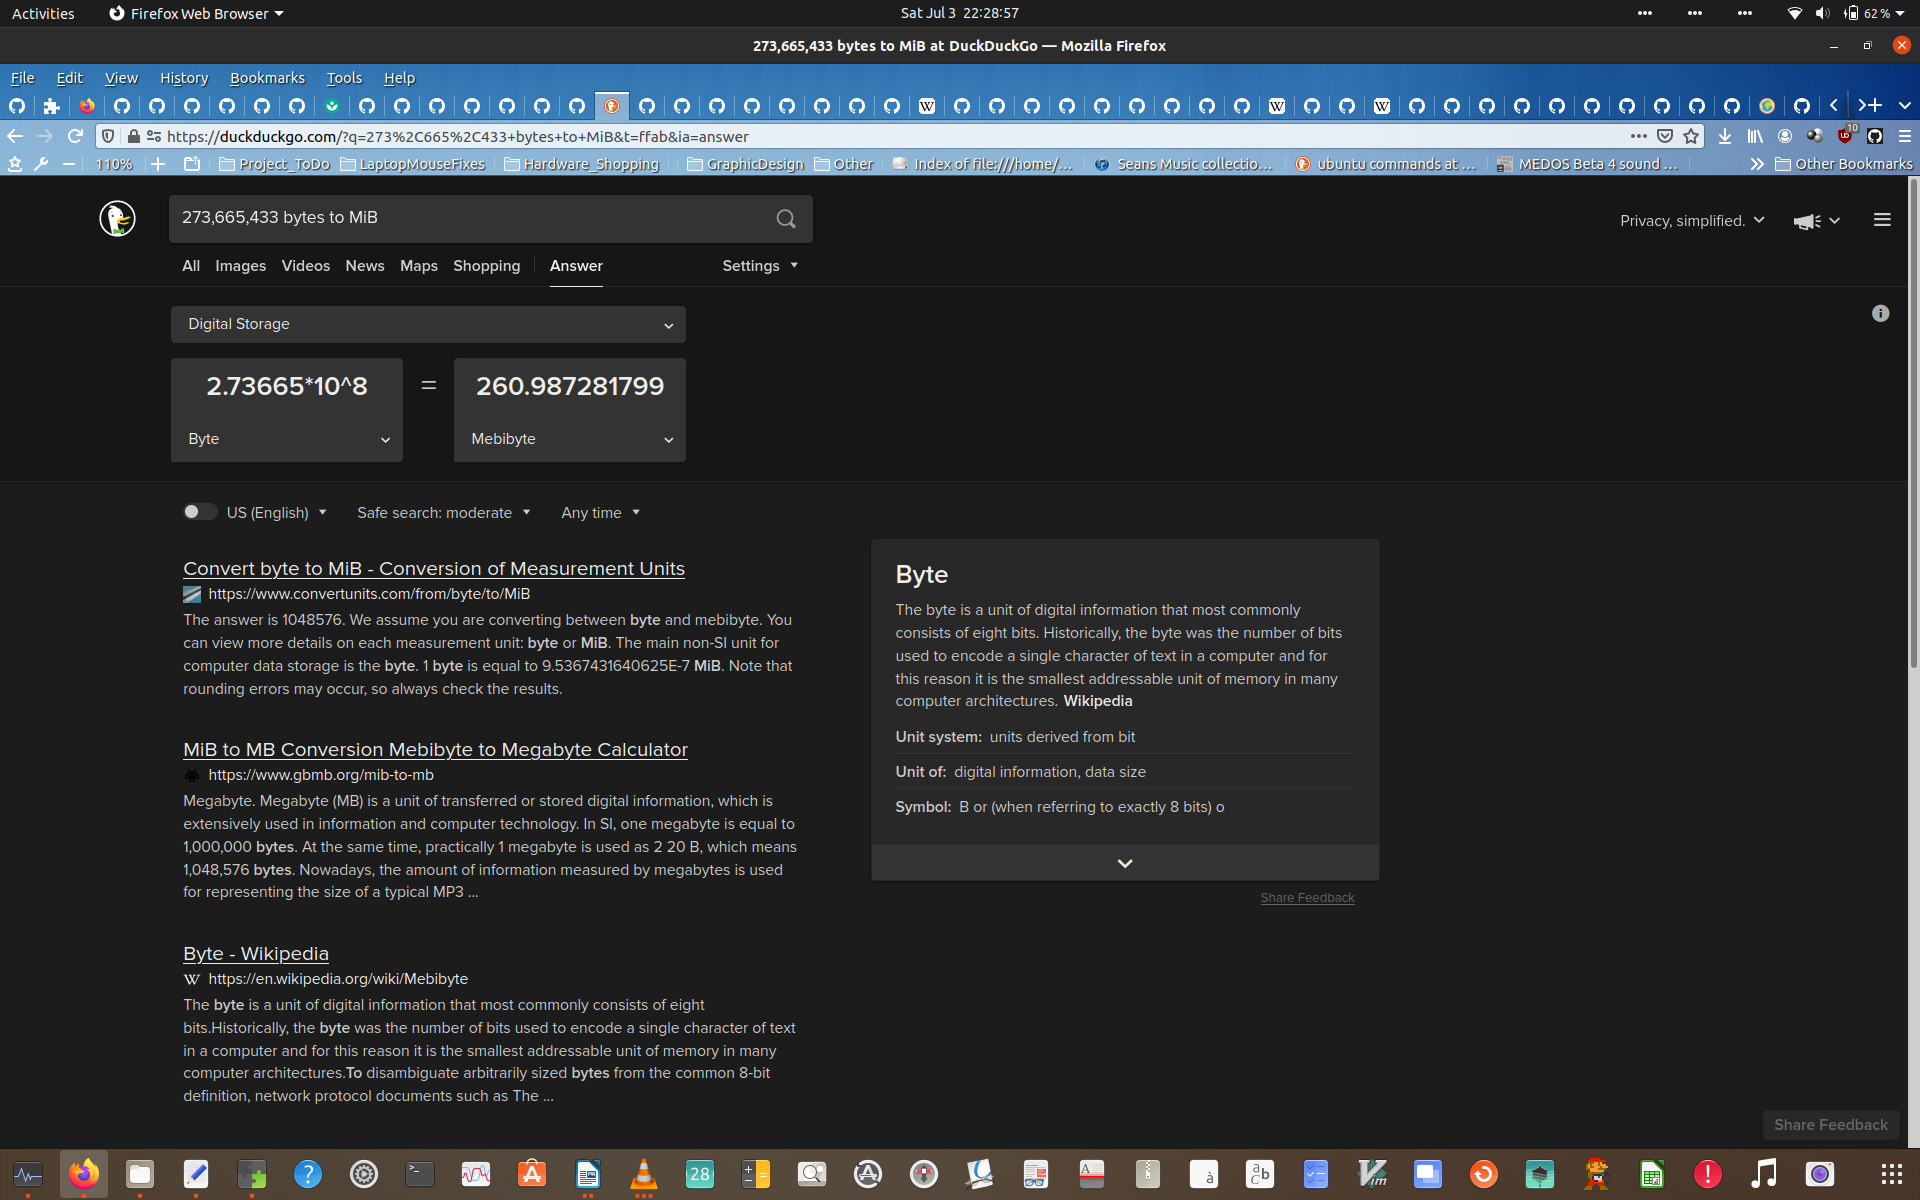 Activities
Firefox Web Browser
Sat Jul 3 22:28:57
62 %
273,665,433 bytes to MiB at DuckDuckGo — Mozilla Firefox
File Edit View History Bookmarks Tools Help
https://duckduckgo.com/?q=273%2C665%2C433+bytes+to+MiB&t=ffab&ia=answer
10
110%
Project_ToDo
LaptopMouseFixes
Hardware_Shopping
GraphicDesign
Other
Index of file:///home/...
Seans Music collectio...
ubuntu commands at ...
MEDOS Beta 4 sound ...
Other Bookmarks
273,665,433 bytes to MiB
Privacy, simplified.
All Images Videos News Maps Shopping Answer Settings
Digital Storage
2.73665*10^8 = 260.987281799
Byte Mebibyte
US (English) Safe search: moderate Any time
Convert byte to MiB - Conversion of Measurement Units
https://www.convertunits.com/from/byte/to/MiB
The answer is 1048576. We assume you are converting between byte and mebibyte. You
can view more details on each measurement unit: byte or MiB. The main non-SI unit for
computer data storage is the byte. 1 byte is equal to 9.5367431640625E-7 MiB. Note that
rounding errors may occur, so always check the results.
MiB to MB Conversion Mebibyte to Megabyte Calculator
https://www.gbmb.org/mib-to-mb
Megabyte. Megabyte (MB) is a unit of transferred or stored digital information, which is
extensively used in information and computer technology. In SI, one megabyte is equal to
1,000,000 bytes. At the same time, practically 1 megabyte is used as 2 20 B, which means
1,048,576 bytes. Nowadays, the amount of information measured by megabytes is used
for representing the size of a typical MP3 ...
Byte - Wikipedia
W https://en.wikipedia.org/wiki/Mebibyte
The byte is a unit of digital information that most commonly consists of eight
bits.Historically, the byte was the number of bits used to encode a single character of text
in a computer and for this reason it is the smallest addressable unit of memory in many
computer architectures.To disambiguate arbitrarily sized bytes from the common 8-bit
definition, network protocol documents such as The ...
Byte
The byte is a unit of digital information that most commonly
consists of eight bits. Historically, the byte was the number of bits
used to encode a single character of text in a computer and for
this reason it is the smallest addressable unit of memory in many
computer architectures. Wikipedia
Unit system: units derived from bit
Unit of: digital information, data size
Symbol: B or (when referring to exactly 8 bits) o
Share Feedback
Share Feedback
28